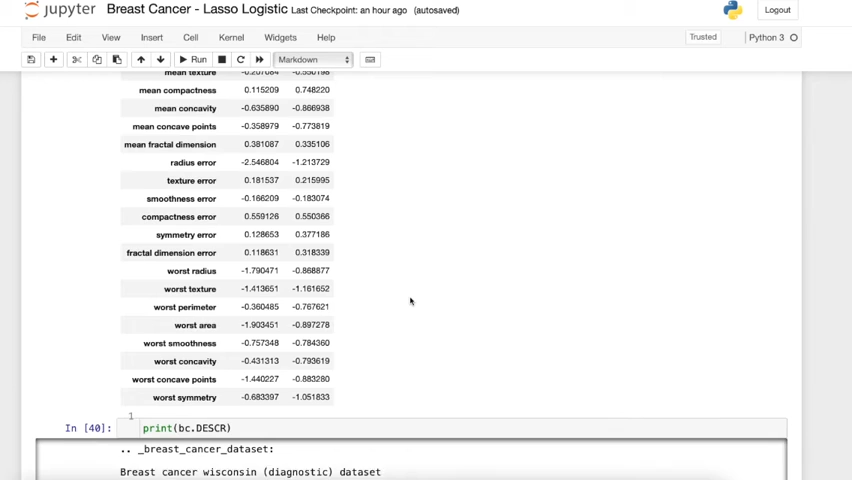 jupyter Breast Cancer - Lasso Logistic Last Checkpoint: an hour ago (autosaved)
Logout
File Edit View Insert Cell Kernel Widgets Help Trusted Python 3
Run Markdown
mean texture -0.207084 -0.550198
mean compactness 0.115209 0.748220
mean concavity -0.635890 -0.866938
mean concave points -0.358979 -0.773819
mean fractal dimension 0.381087 0.335106
radius error -2.546804 -1.213729
texture error 0.181537 0.215995
smoothness error -0.166209 -0.183074
compactness error 0.559126 0.550366
symmetry error 0.128653 0.377186
fractal dimension error 0.118631 0.318339
worst radius -1.790471 -0.868877
worst texture -1.413651 -1.161652
worst perimeter -0.360485 -0.767621
worst area -1.903451 -0.897278
worst smoothness -0.757348 -0.784360
worst concavity -0.431313 -0.793619
worst concave points -1.440227 -0.883280
worst symmetry -0.683397 -1.051833
1
In [40]: print(bc.DESCR)
.. _breast_cancer_dataset:
Breast cancer wisconsin (diagnostic) dataset